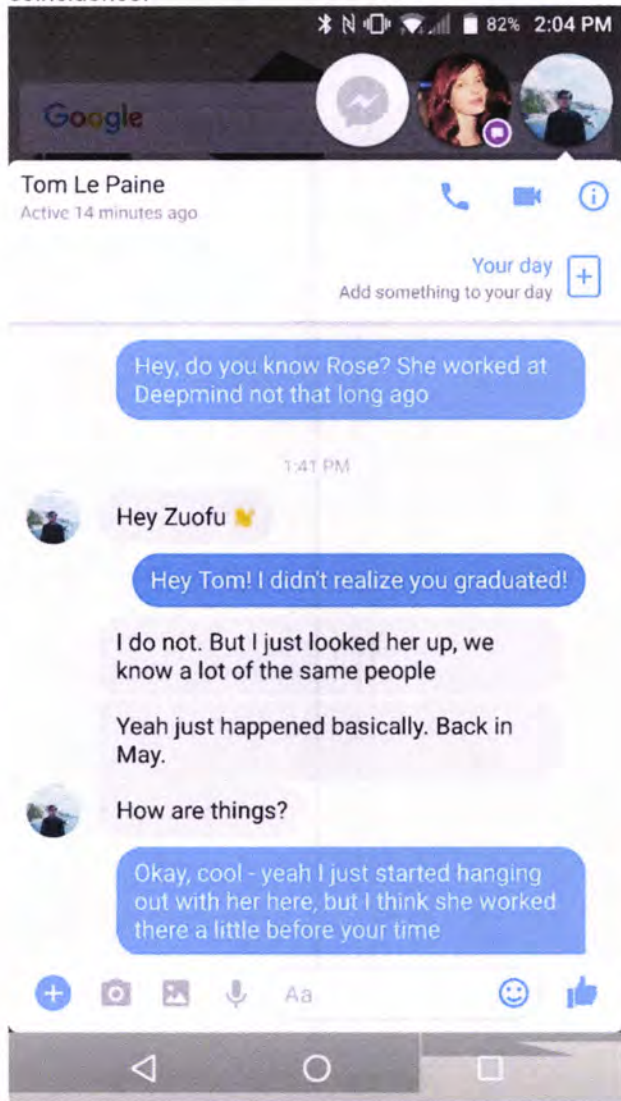 82% 2:04 PM
Google
Tom Le Paine
Active 14 minutes ago
Your day
Add something to your day
Hey, do you know Rose? She worked at
Deepmind not that long ago
1:41 PM
Hey Zuofu
Hey Tom! I didn't realize you graduated!
I do not. But I just looked her up, we
know a lot of the same people
Yeah just happened basically. Back in
May.
How are things?
Okay, cool - yeah I just started hanging
out with her here, but I think she worked
there a little before your time
Aa